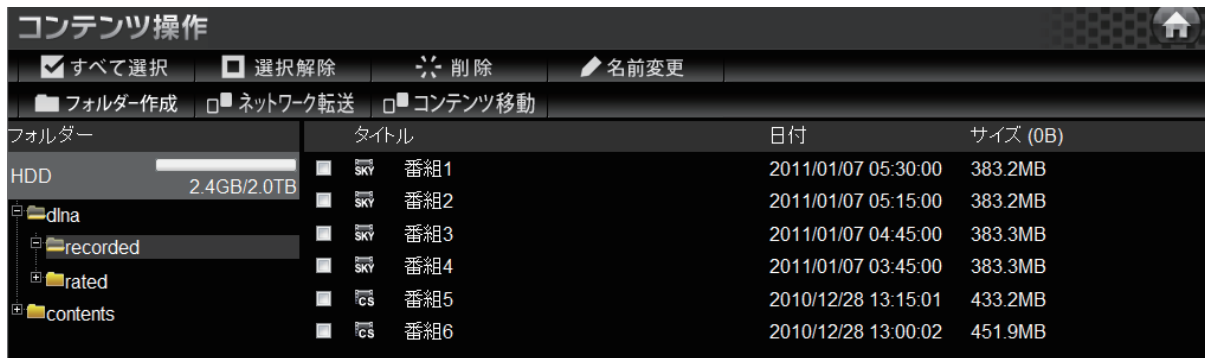 コンテンツ操作
すべて選択 選択解除 削除 名前変更
フォルダー作成 ネットワーク転送 コンテンツ移動
フォルダー タイトル 日付 サイズ (0B)
HDD 2.4GB/2.0TB
dlna
recorded
rated
contents
SKY 番組1 2011/01/07 05:30:00 383.2MB
SKY 番組2 2011/01/07 05:15:00 383.2MB
SKY 番組3 2011/01/07 04:45:00 383.3MB
SKY 番組4 2011/01/07 03:45:00 383.3MB
CS 番組5 2010/12/28 13:15:01 433.2MB
CS 番組6 2010/12/28 13:00:02 451.9MB